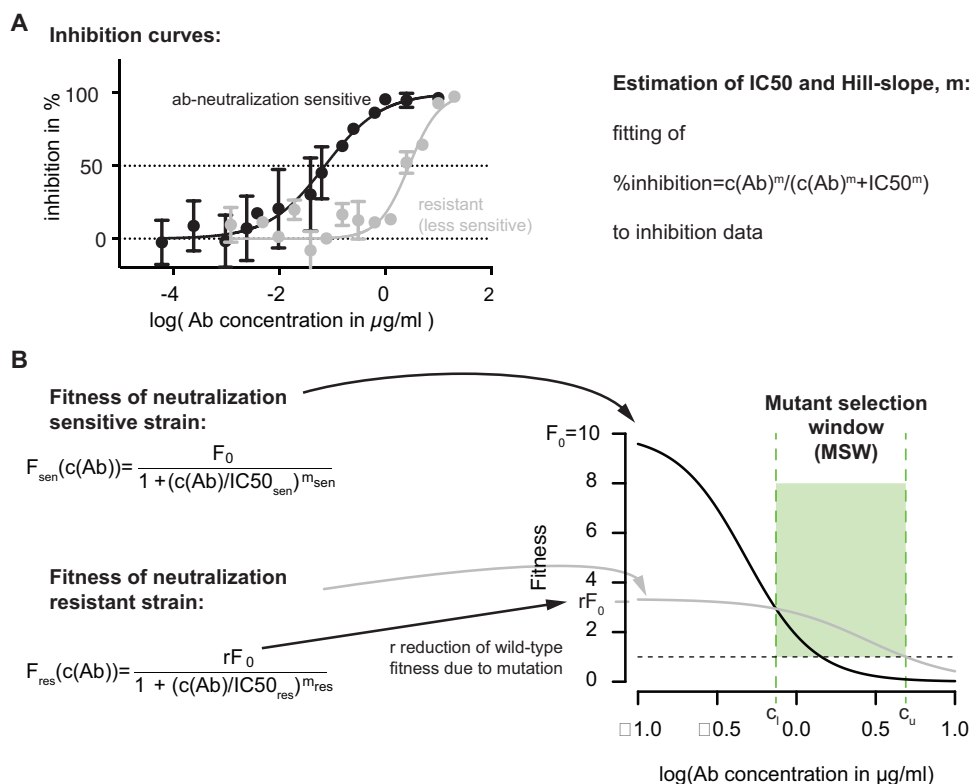 A
Inhibition curves:
inhibition in %
100
50
0
ab-neutralization sensitive
resistant
(less sensitive)
-4
-2
0
2
log( Ab concentration in µg/ml )
Estimation of IC50 and Hill-slope, m:
fitting of
%inhibition=c(Ab)^m/(c(Ab)^m+IC50^m)
to inhibition data
B
Fitness of neutralization
sensitive strain:
F_sen(c(Ab))= F_0 / 1+(c(Ab)/IC50_sen)^m_sen
Fitness of neutralization
resistant strain:
F_res(c(Ab))= rF_0 / 1 + (c(Ab)/IC50_res)^m_res
r reduction of wild-type
fitness due to mutation
Mutant selection
window
(MSW)
Fitness
F_0=10
8
6
4
rF_0
2
0
□1.0
□0.5
c_l
0.0
0.5
c_u
1.0
log(Ab concentration in µg/ml)